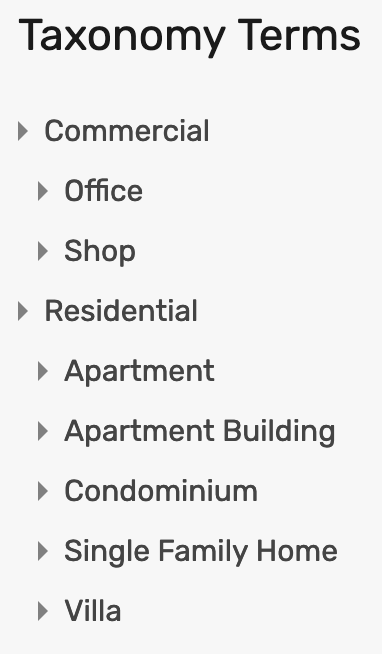 Taxonomy Terms
Commercial
Office
Shop
Residential
Apartment
Apartment Building
Condominium
Single Family Home
Villa